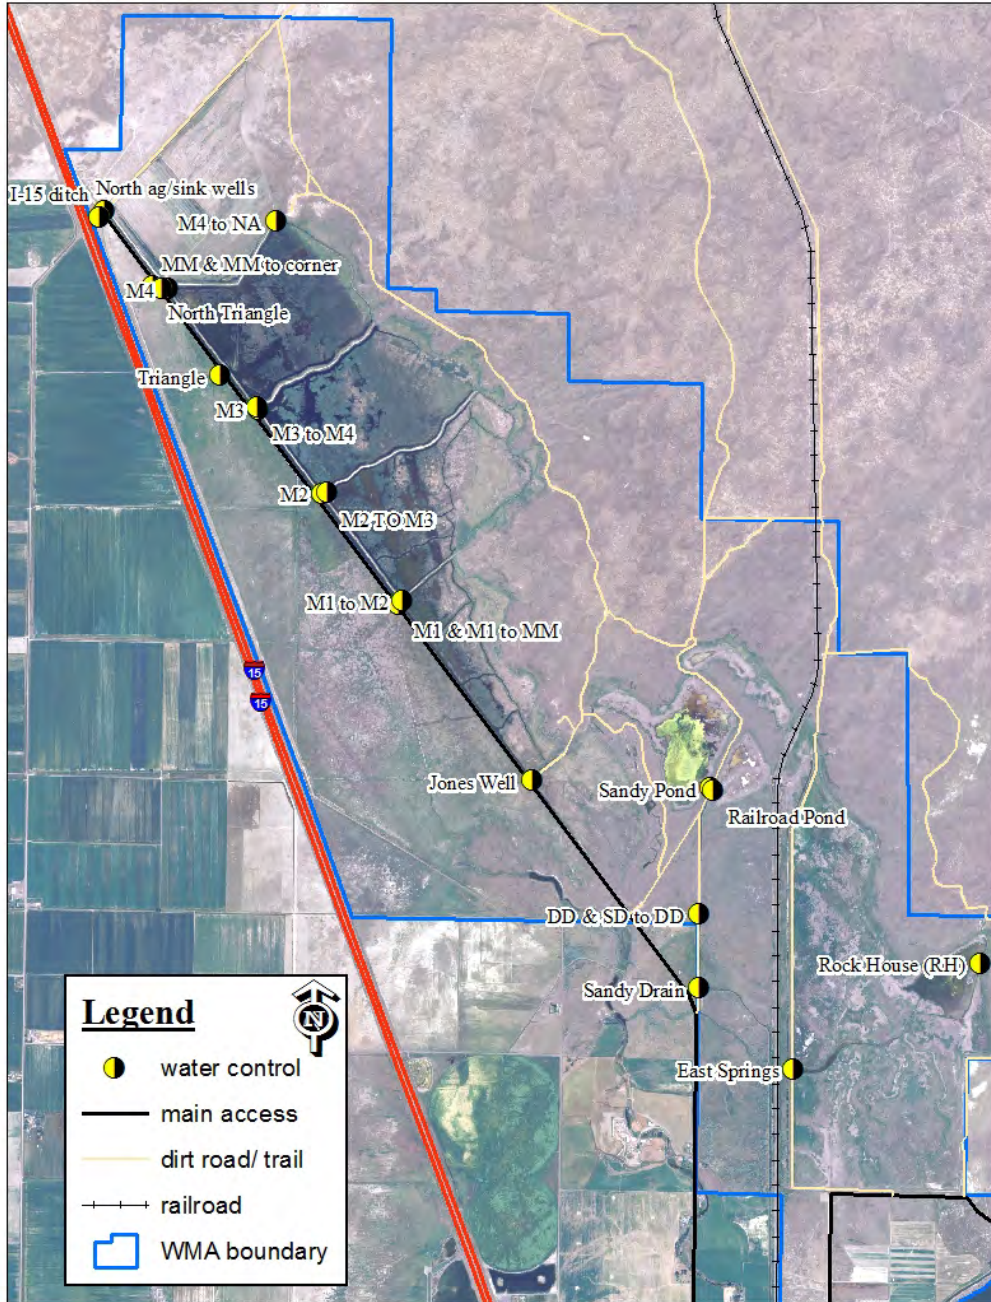 North ag/sink wells
I-15 ditch
M4 to NA
MM & MM to corner
M4
North Triangle
Triangle
M3
M3 to M4
M2
M2 TO M3
M1 to M2
M1 & M1 to MM
15
15
Jones Well
Sandy Pond
Railroad Pond
DD & SD to DD
Rock House (RH)
Sandy Drain
East Springs
Legend
N
water control
main access
dirt road/ trail
railroad
WMA boundary